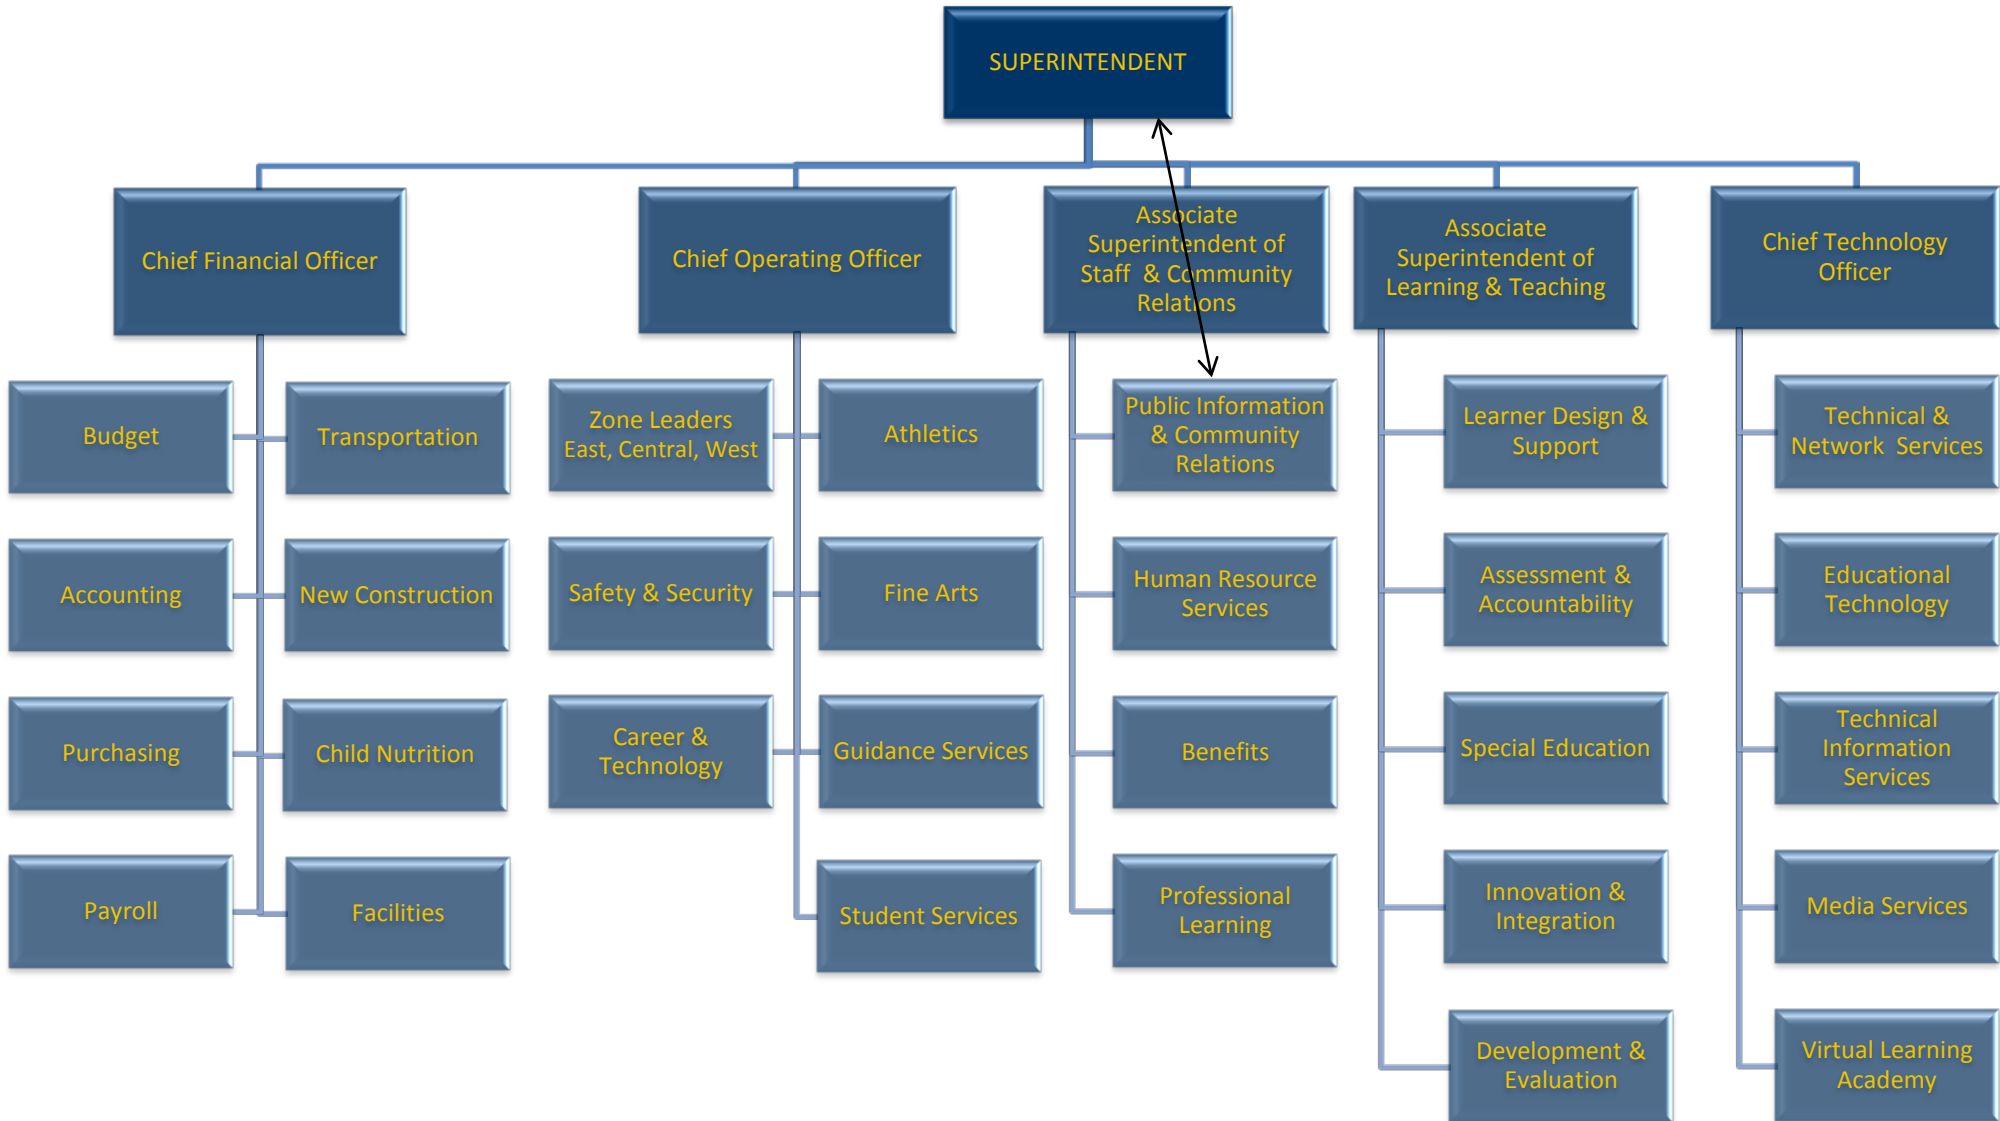 SUPERINTENDENT
Chief Financial Officer
Chief Operating Officer
Associate
Superintendent of
Staff & Community
Relations
Associate
Superintendent of
Learning & Teaching
Chief Technology
Officer
Budget
Transportation
Accounting
New Construction
Purchasing
Child Nutrition
Payroll
Facilities
Zone Leaders
East, Central, West
Athletics
Safety & Security
Fine Arts
Career &
Technology
Guidance Services
Student Services
Public Information
& Community
Relations
Human Resource
Services
Benefits
Professional
Learning
Learner Design &
Support
Assessment &
Accountability
Special Education
Innovation &
Integration
Development &
Evaluation
Technical &
Network Services
Educational
Technology
Technical
Information
Services
Media Services
Virtual Learning
Academy